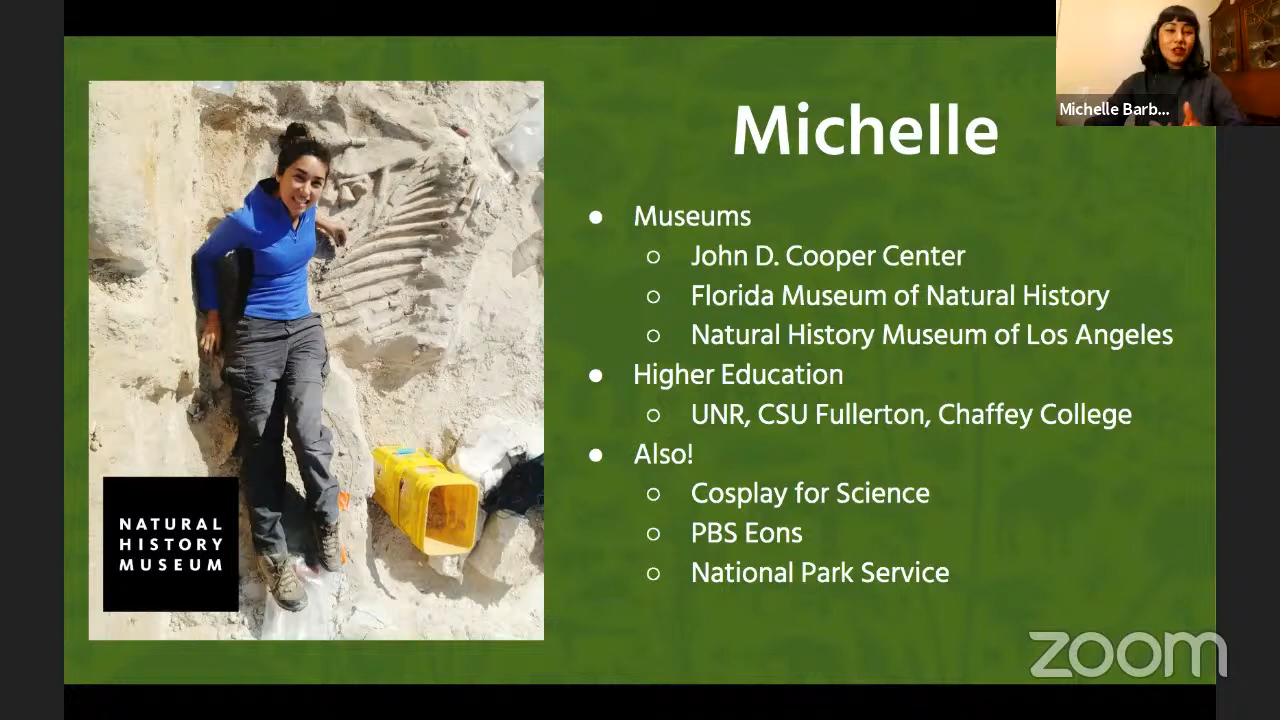 Michelle Barb...
Michelle
● Museums
○ John D. Cooper Center
○ Florida Museum of Natural History
○ Natural History Museum of Los Angeles
● Higher Education
○ UNR, CSU Fullerton, Chaffey College
● Also!
○ Cosplay for Science
○ PBS Eons
○ National Park Service
NATURAL
HISTORY
MUSEUM
zoom